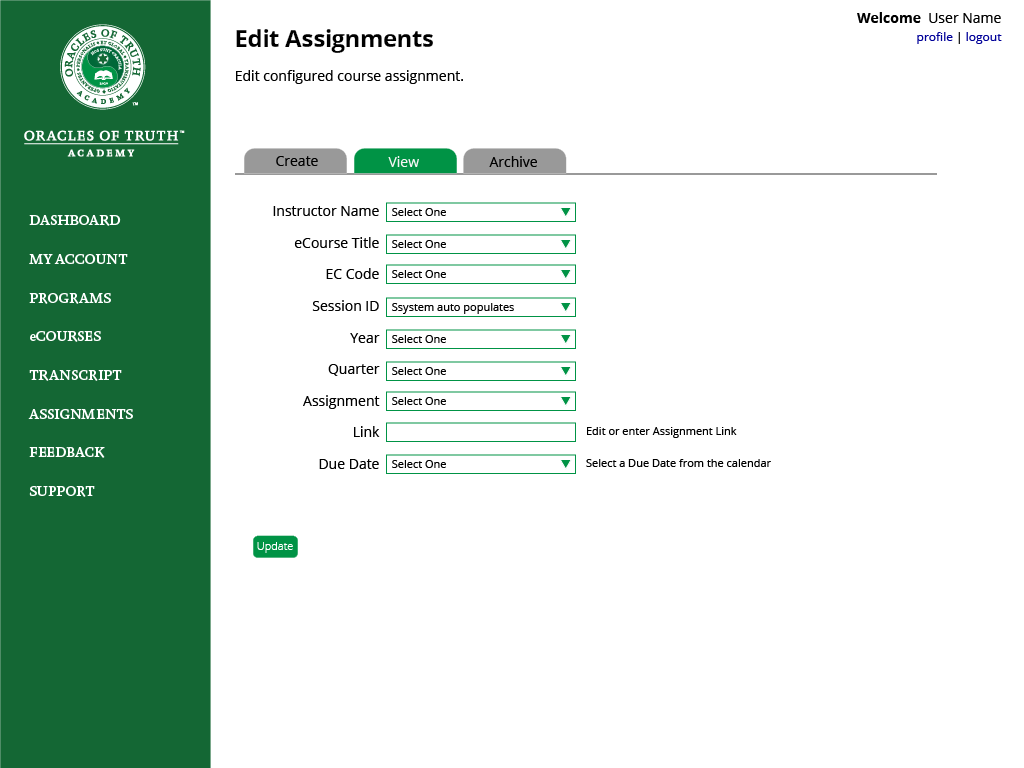 ORACLES OF TRUTH
ACADEMY
™
ORACLES OF TRUTH™
ACADEMY
DASHBOARD
MY ACCOUNT
PROGRAMS
eCOURSES
TRANSCRIPT
ASSIGNMENTS
FEEDBACK
SUPPORT
Welcome User Name
profile | logout
Edit Assignments
Edit configured course assignment.
Create View Archive
Instructor Name Select One
eCourse Title Select One
EC Code Select One
Session ID Ssystem auto populates
Year Select One
Quarter Select One
Assignment Select One
Link Edit or enter Assignment Link
Due Date Select One Select a Due Date from the calendar
Update